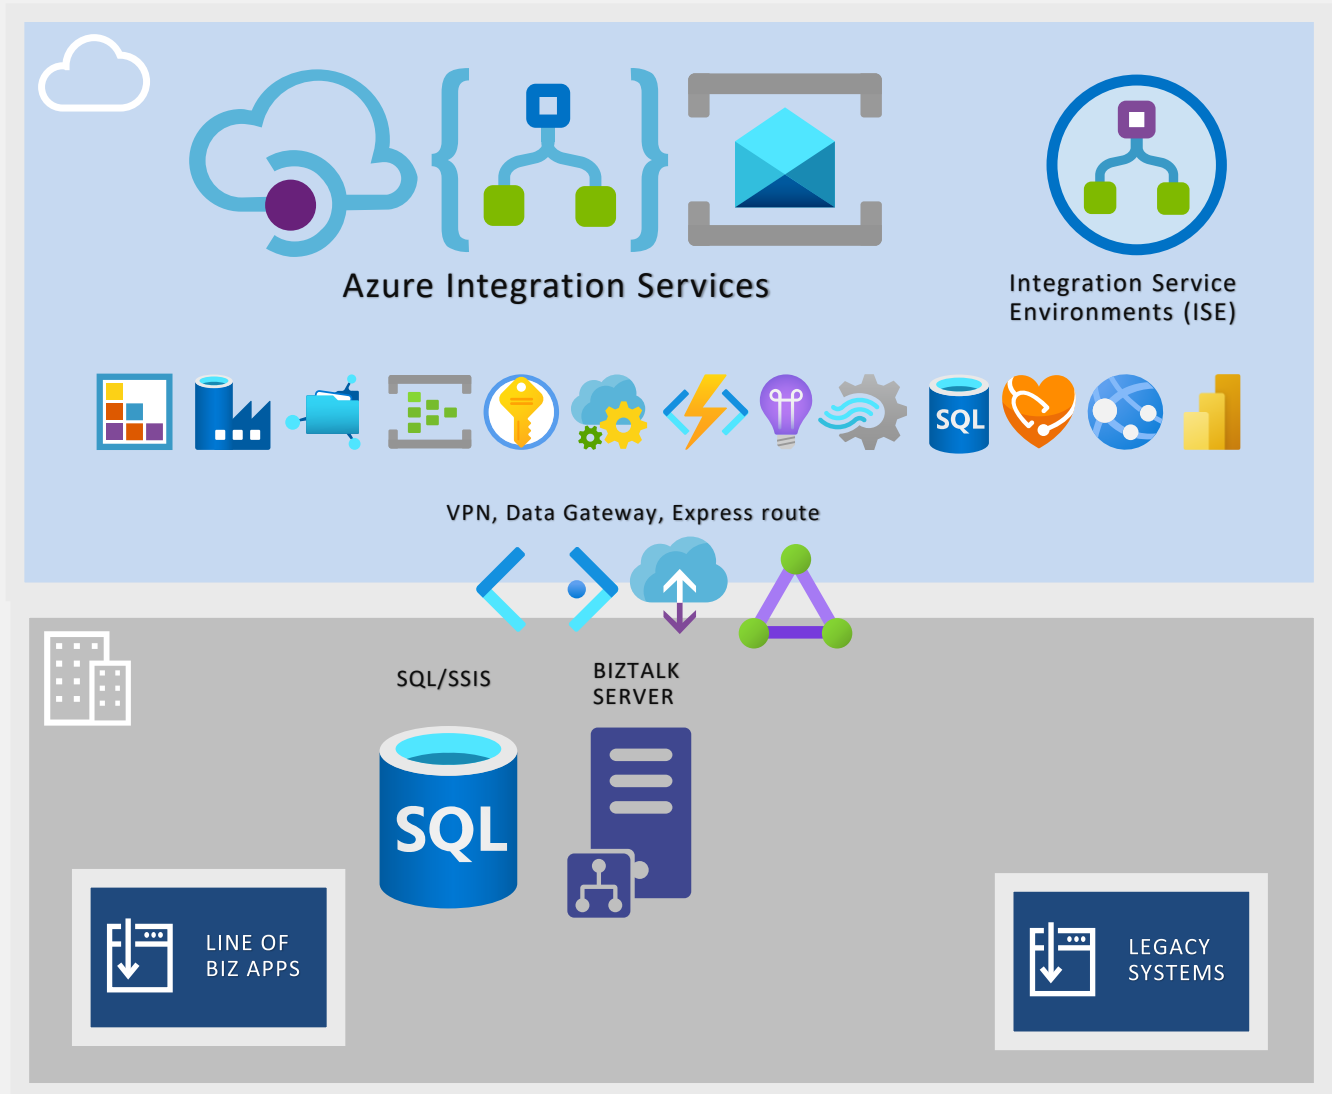 Azure Integration Services
Integration Service
Environments (ISE)
SQL
VPN, Data Gateway, Express route
SQL/SSIS
BIZTALK
SERVER
SQL
LINE OF
BIZ APPS
LEGACY
SYSTEMS